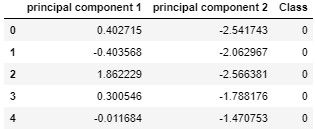 principal component 1 principal component 2 Class
0 0.402715 -2.541743 0
1 -0.403568 -2.062967 0
2 1.862229 -2.566381 0
3 0.300546 -1.788176 0
4 -0.011684 -1.470753 0